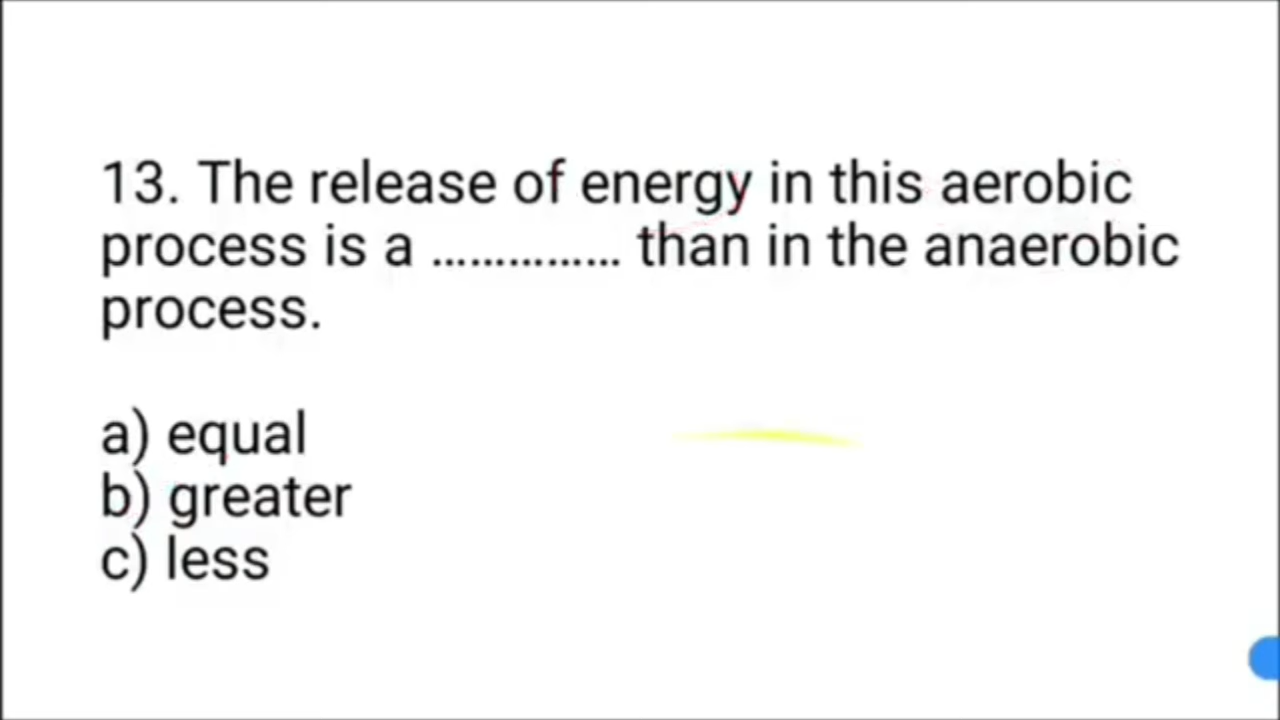 13. The release of energy in this aerobic
process is a ............... than in the anaerobic
process.
a) equal
b) greater
c) less